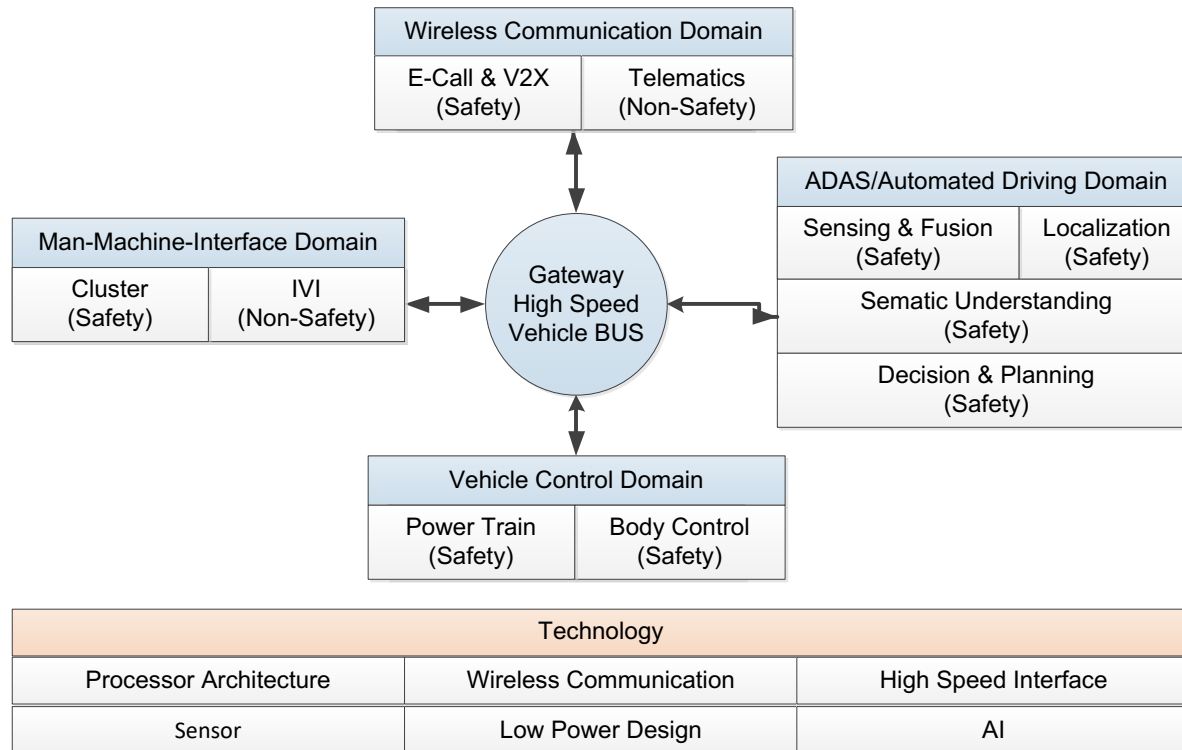 Wireless Communication Domain
E-Call & V2X
(Safety)
Telematics
(Non-Safety)
ADAS/Automated Driving Domain
Sensing & Fusion
(Safety)
Localization
(Safety)
Sematic Understanding
(Safety)
Decision & Planning
(Safety)
Man-Machine-Interface Domain
Cluster
(Safety)
IVI
(Non-Safety)
Gateway
High Speed
Vehicle BUS
Vehicle Control Domain
Power Train
(Safety)
Body Control
(Safety)
Technology
Processor Architecture
Wireless Communication
High Speed Interface
Sensor
Low Power Design
AI